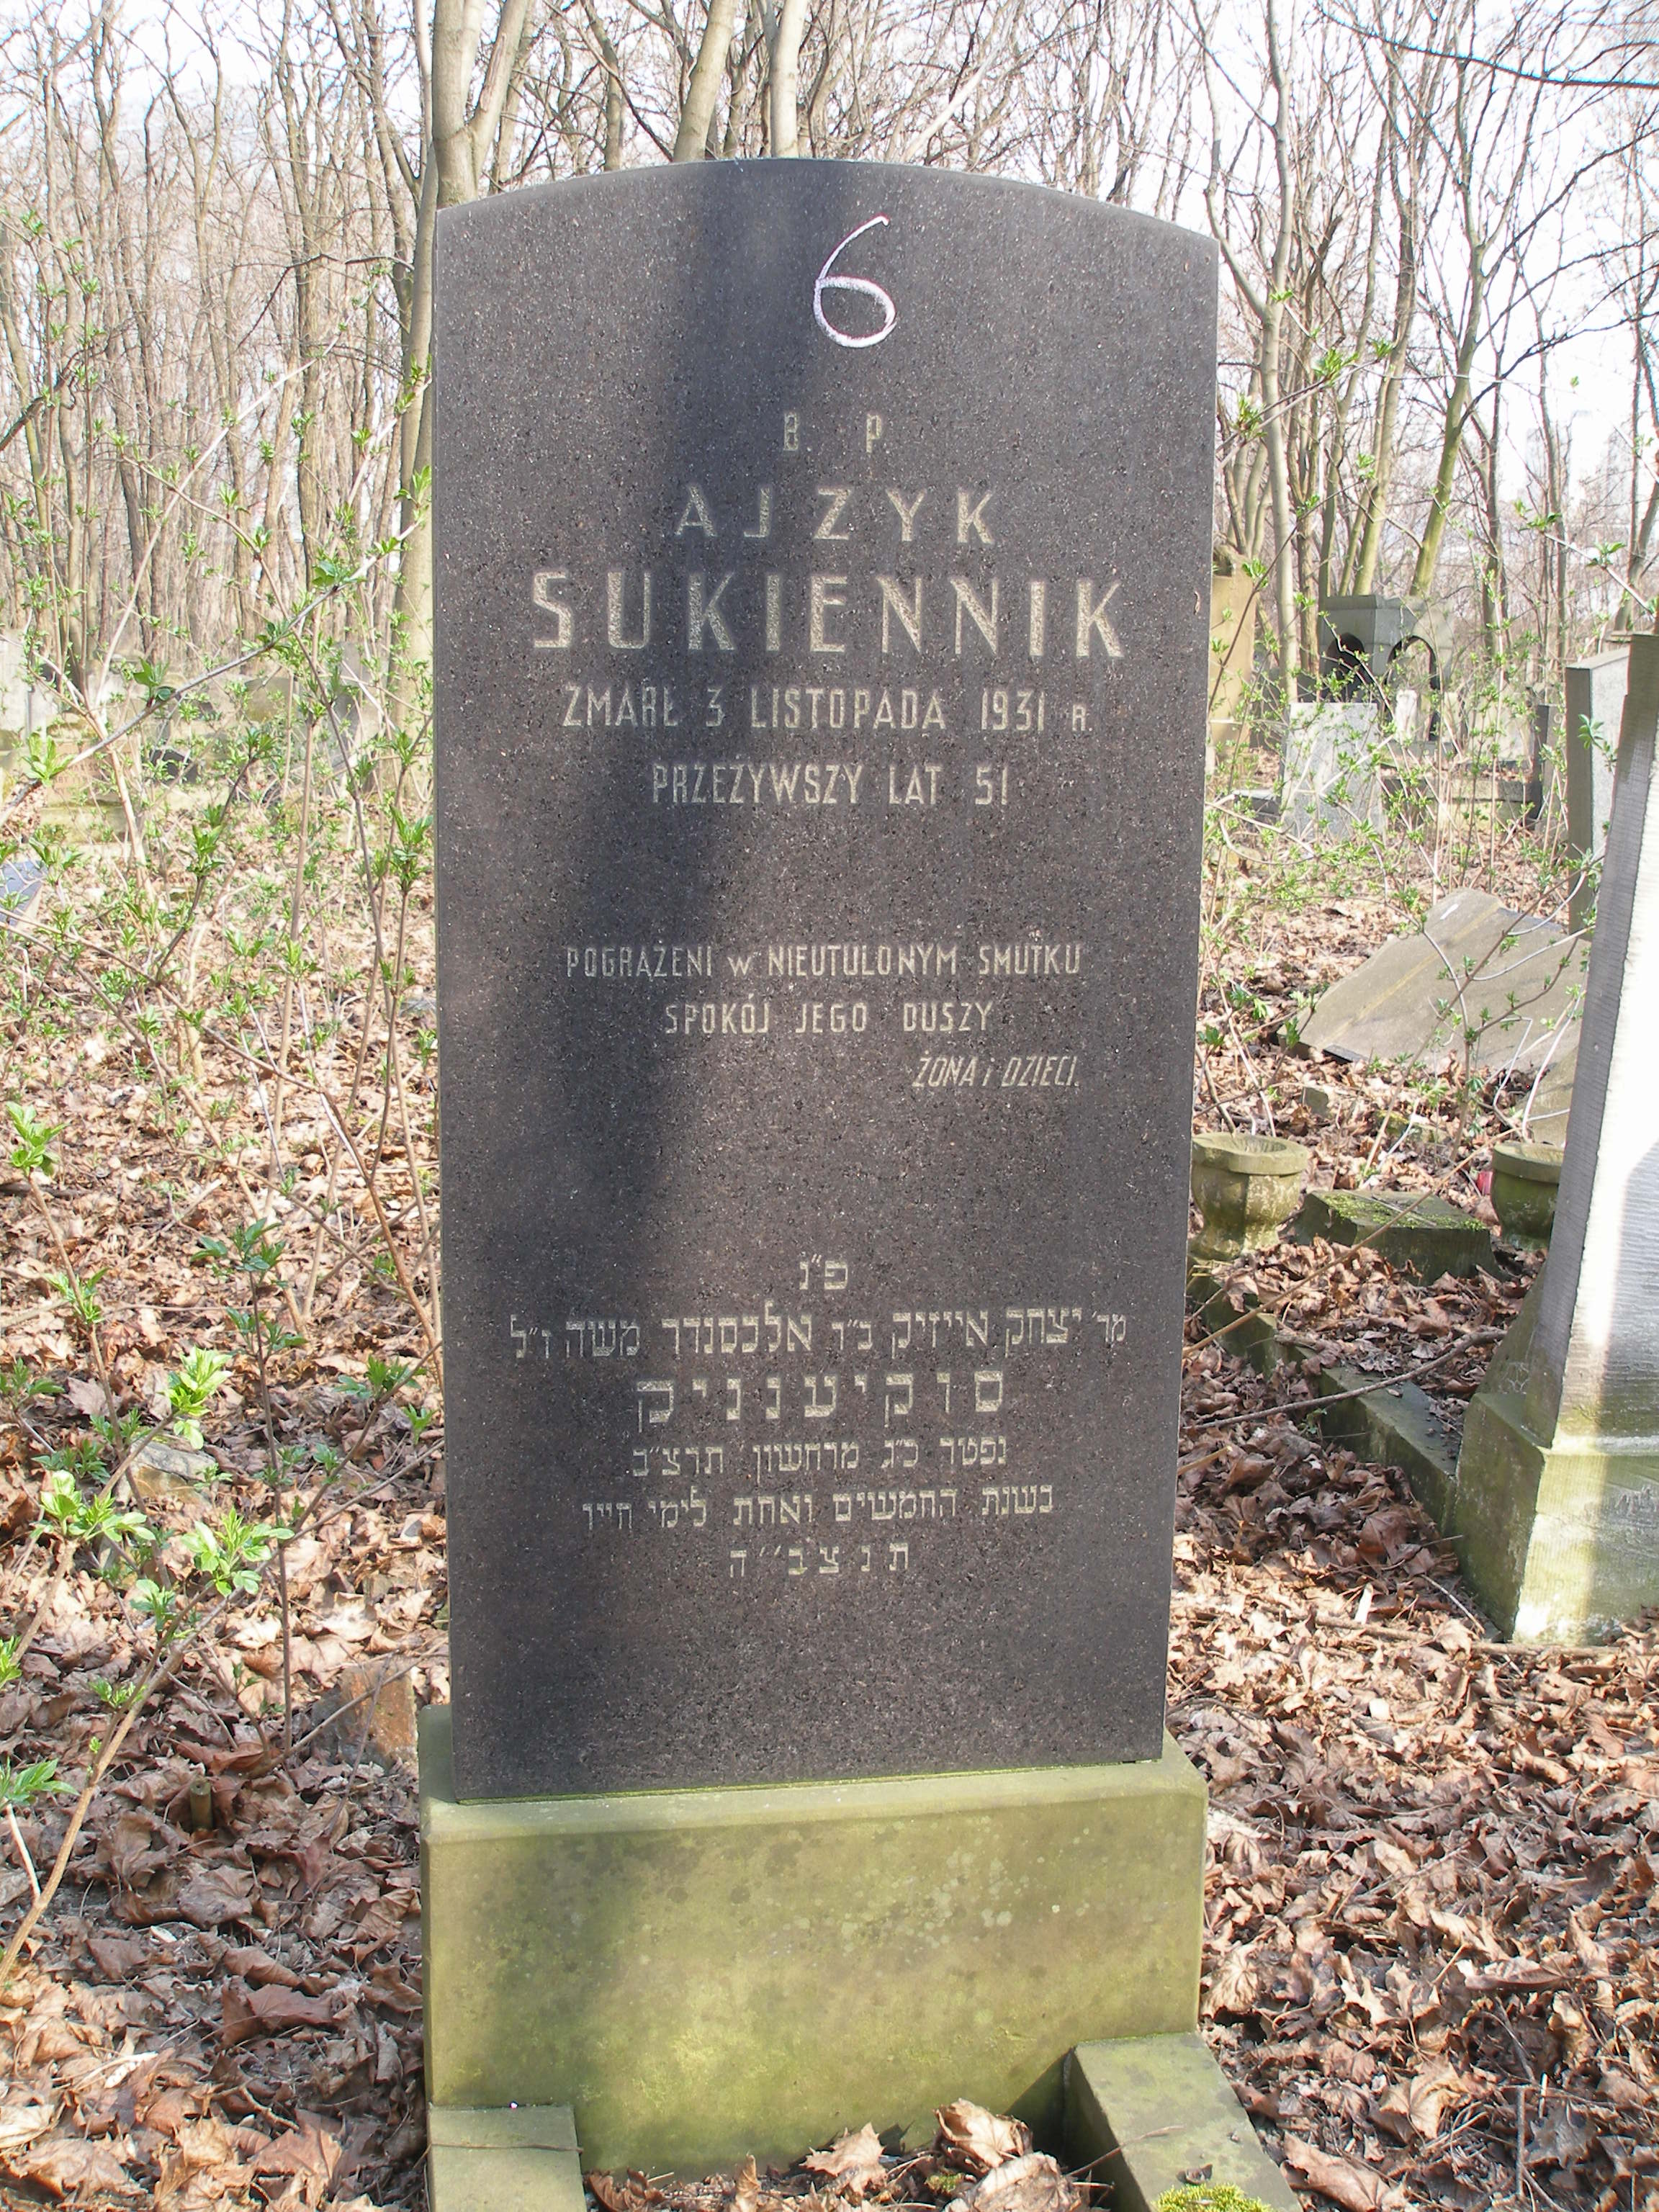 6
B. P
AJZYK
SUKIENNIK
ZMARŁ 3 LISTOPADA 1931 R.
PRZEŻYWSZY LAT 51
POGRĄŻENI W NIEUTULONYM SMUTKU
SPOKÓJ JEGO DUSZY
ŻONA i DZIECI.
פ״נ
מר׳ יצחק אייזיק ב״ר אלכסנדר משה ז״ל
סוקיענניק
נפטר כ״ג מרחשון תרצ״ב
בשנת החמשים ואחת לימי חייו
ת נ צ ב ״ ה